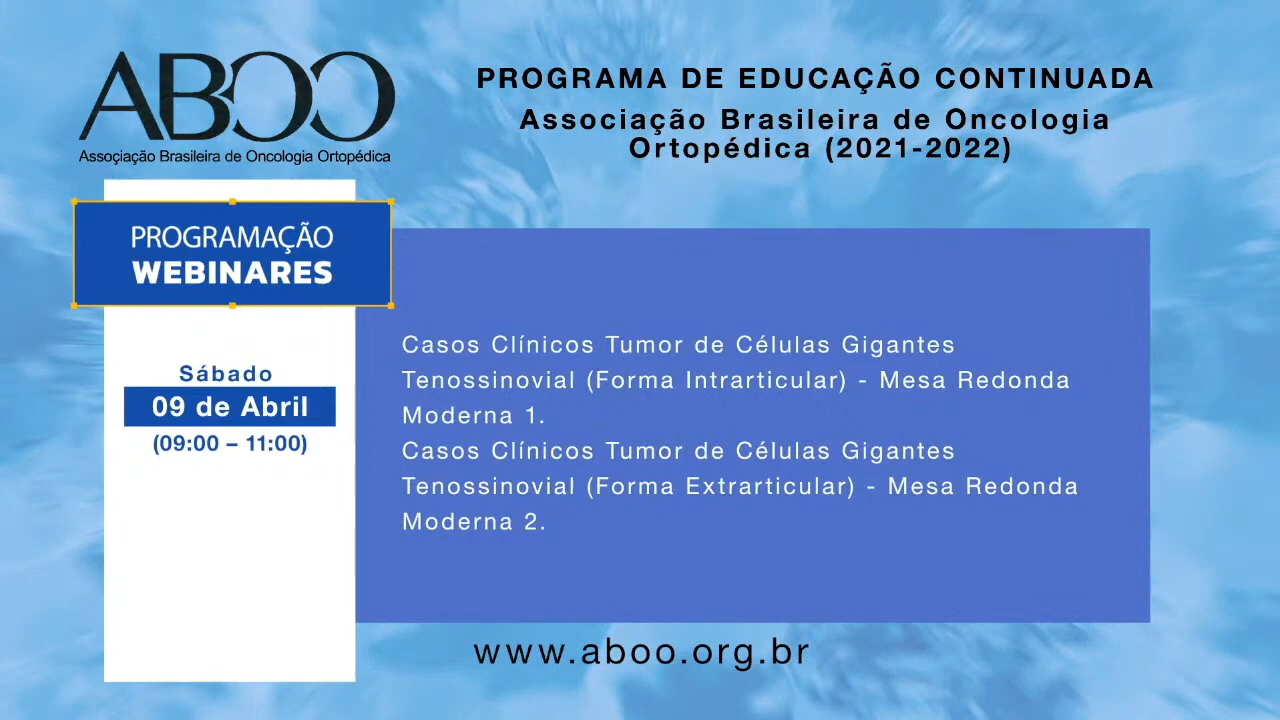 ABOO
Associação Brasileira de Oncologia Ortopédica
PROGRAMA DE EDUCAÇÃO CONTINUADA
Associação Brasileira de Oncologia
Ortopédica (2021-2022)
PROGRAMAÇÃO
WEBINARES
Sábado
09 de Abril
(09:00 – 11:00)
Casos Clínicos Tumor de Células Gigantes
Tenossinovial (Forma Intrarticular) - Mesa Redonda
Moderna 1.
Casos Clínicos Tumor de Células Gigantes
Tenossinovial (Forma Extrarticular) - Mesa Redonda
Moderna 2.
www.aboo.org.br